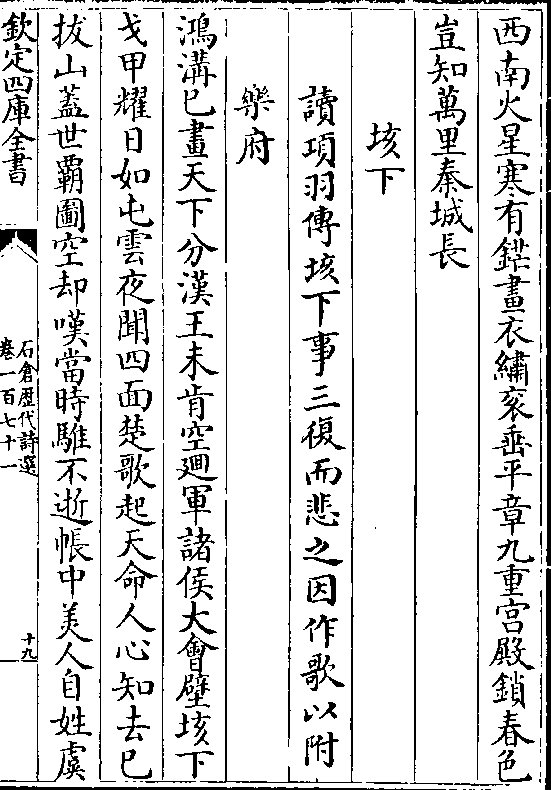 西南火星寒有鋩畫衣繡衮垂平章九重宫殿鎖春色
豈知萬里秦城長
垓下
讀項羽傳垓下事三復而悲之因作歌以附
樂府
鴻溝已畫天下分漢王未肯空廻軍諸侯大會壁垓下
戈甲耀日如屯雲夜聞四面楚歌起天命人心知去已
拔山蓋世覇圖空却嘆當時騅不逝帳中美人自姓虞
欽定四庫全書
石倉歷代詩選
卷一百七十一
十九